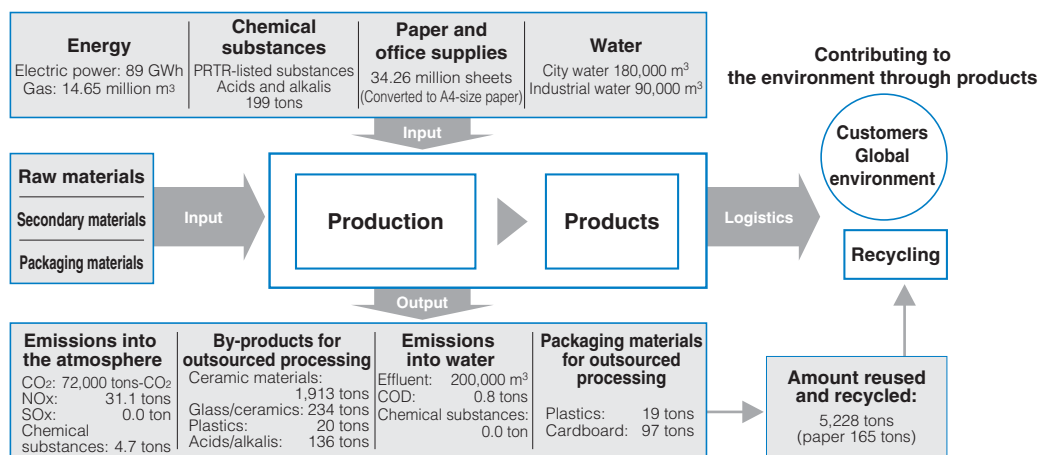 Energy
Electric power: 89 GWh
Gas: 14.65 million m³
Chemical
substances
PRTR-listed substances
Acids and alkalis
199 tons
Paper and
office supplies
34.26 million sheets
(Converted to A4-size paper)
Water
City water 180,000 m³
Industrial water 90,000 m³
Contributing to
the environment through products
Input
Customers
Global
environment
Raw materials
Secondary materials
Packaging materials
Input
Production
Products
Logistics
Recycling
Output
Emissions into
the atmosphere
CO₂: 72,000 tons-CO₂
NOx: 31.1 tons
SOx: 0.0 ton
Chemical
substances: 4.7 tons
By-products for
outsourced processing
Ceramic materials:
1,913 tons
Glass/ceramics: 234 tons
Plastics: 20 tons
Acids/alkalis: 136 tons
Emissions
into water
Effluent: 200,000 m³
COD: 0.8 tons
Chemical substances:
0.0 ton
Packaging materials
for outsourced
processing
Plastics: 19 tons
Cardboard: 97 tons
Amount reused
and recycled:
5,228 tons
(paper 165 tons)